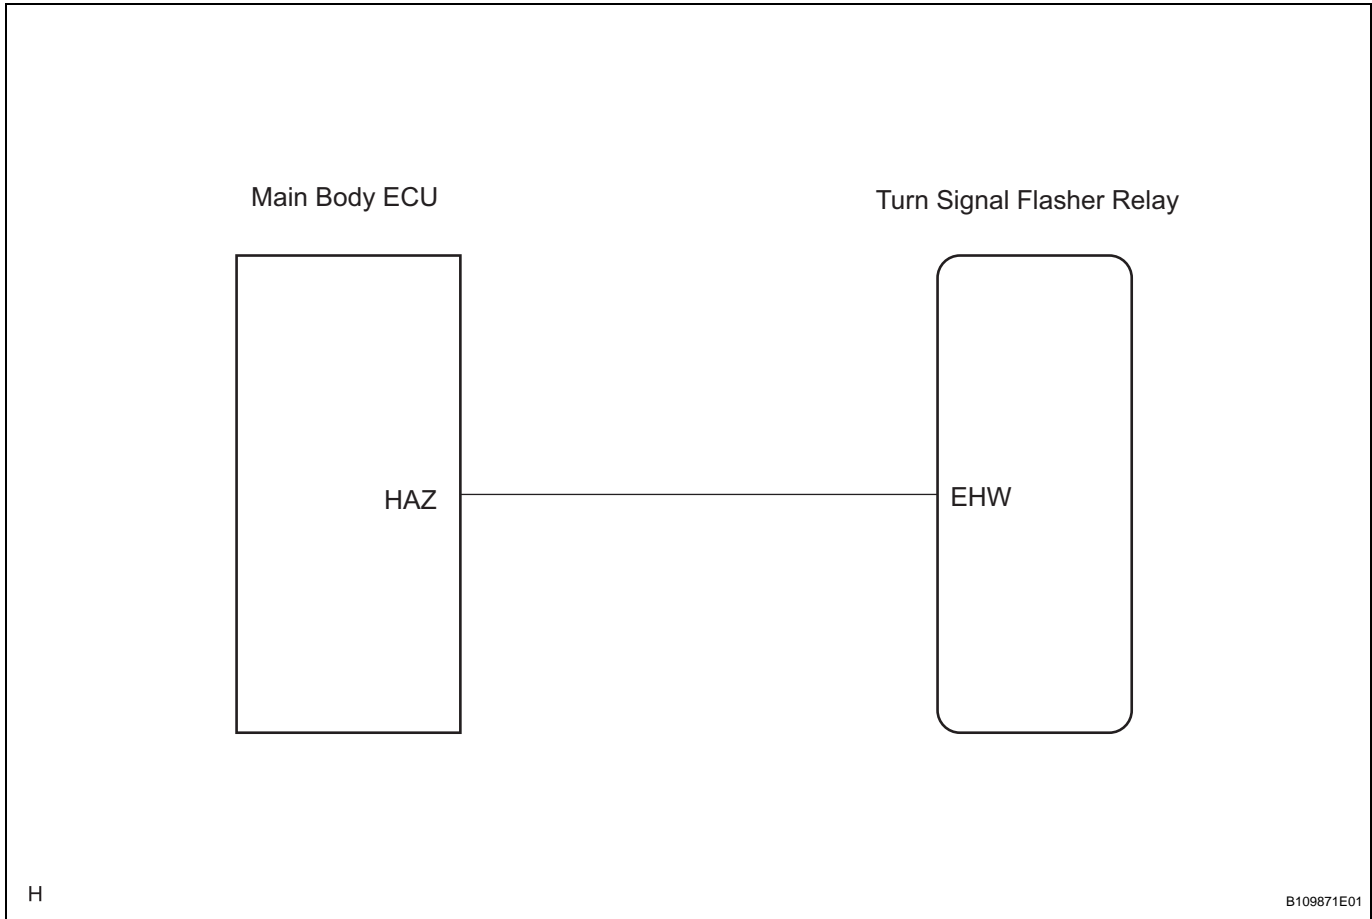 Main Body ECU
Turn Signal Flasher Relay
HAZ
EHW
H
B109871E01